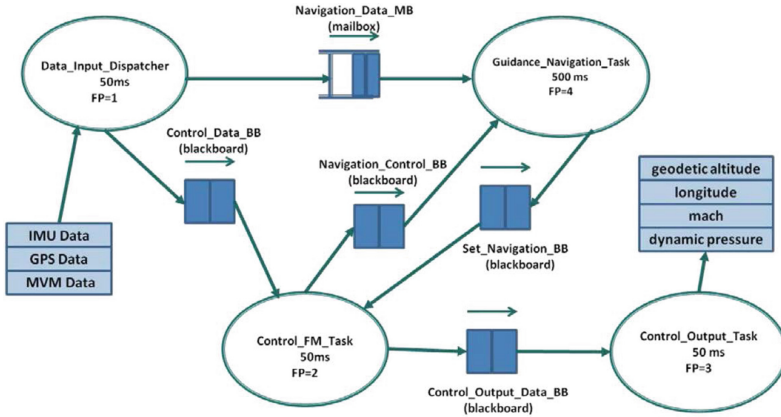 Navigation_Data_MB
(mailbox)
Data_Input_Dispatcher
50ms
FP=1
Guidance_Navigation_Task
500 ms
FP=4
Control_Data_BB
(blackboard)
Navigation_Control_BB
(blackboard)
geodetic altitude
longitude
mach
dynamic pressure
IMU Data
GPS Data
MVM Data
Set_Navigation_BB
(blackboard)
Control_FM_Task
50ms
FP=2
Control_Output_Task
50 ms
FP=3
Control_Output_Data_BB
(blackboard)